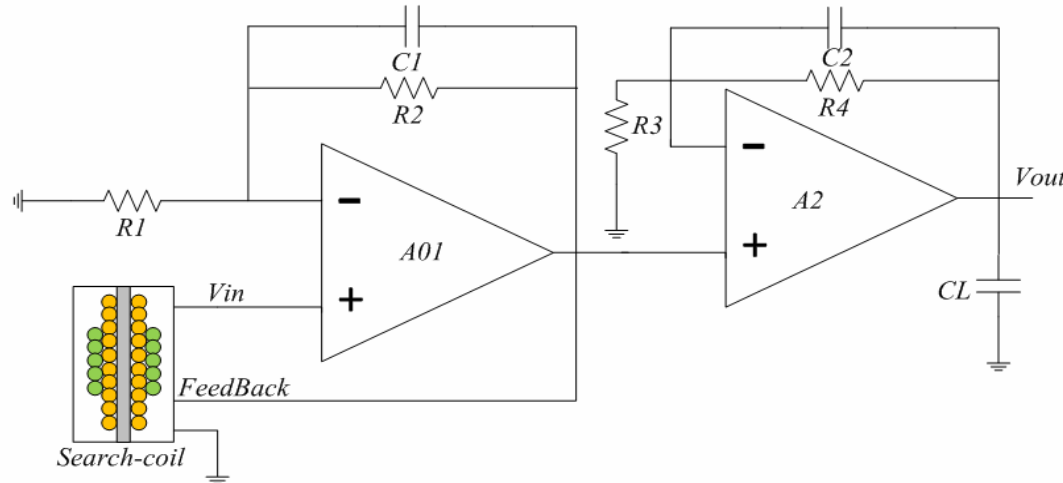 C1
R2
C2
R4
R3
R1
- 
A01
+
-
A2
+
Vout
Vin
CL
FeedBack
Search-coil